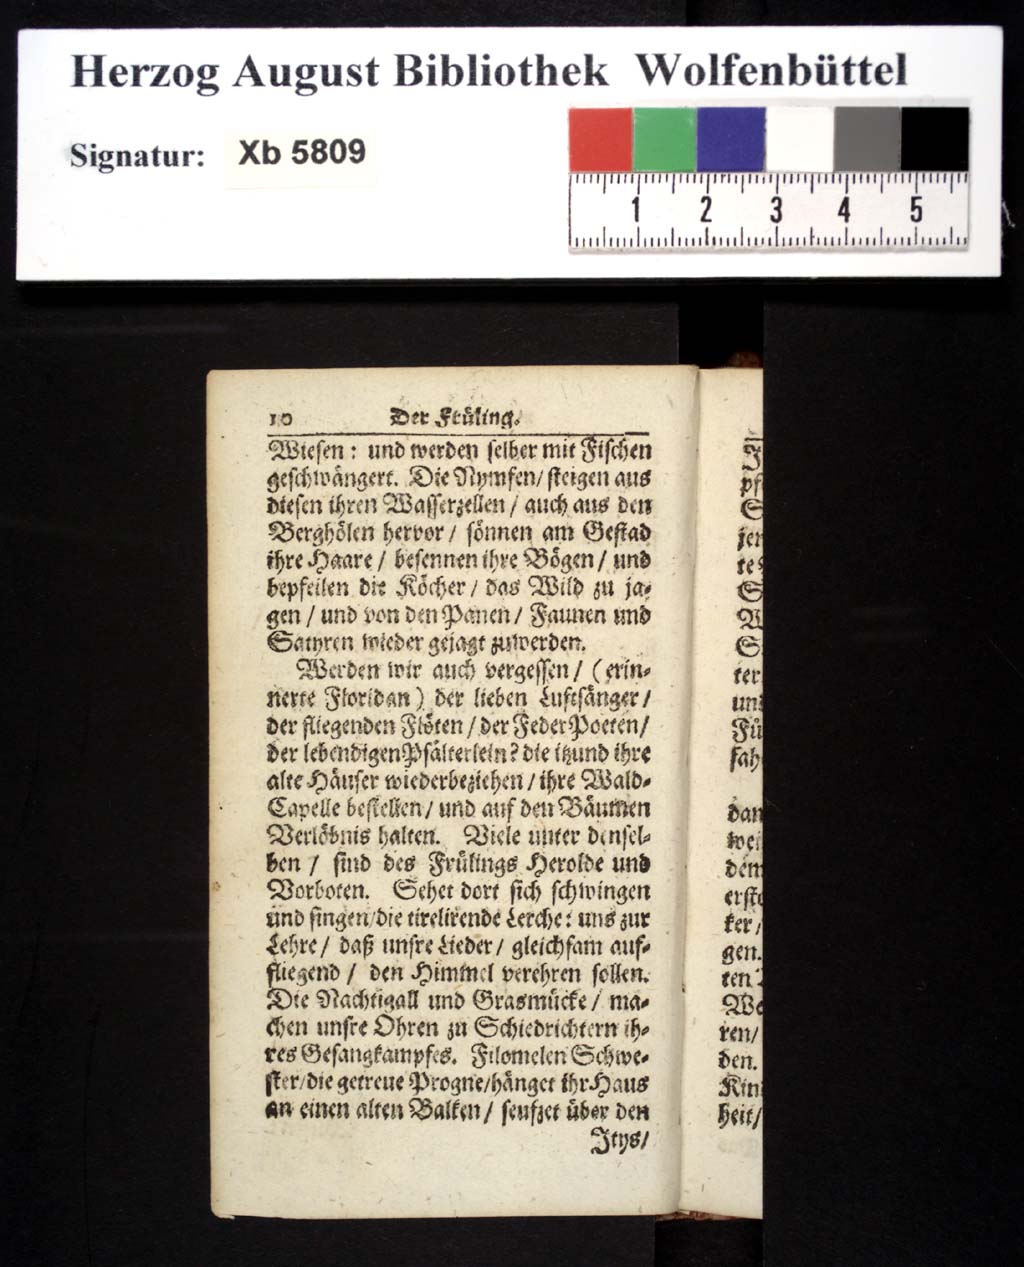 Herzog August Bibliothek Wolfenbüttel
Signatur: Xb 5809
1 2 3 4 5
10 Der Früling.
Wiesen: und werden selber mit Fischen
geschwängert. Die Nymfen/ steigen aus
diesen ihren Wasserzellen/ auch aus den
Berghölen hervor/ sönnen am Gestad
ihre Haare/ besennen ihre Bögen/ und
bepfeilen die Köcher/ das Wild zu ja-
gen/ und von den Panen/ Faunen und
Satyren wieder gejagt zuwerden.
Werden wir auch vergessen/ (erin-
nerte Floridan) der lieben Luftsänger/
der fliegenden Flöten/ der Feder-Poeten/
der lebendigen Psälterlein? die itzund ihre
alte Häuser wiederbeziehen/ ihre Wald-
Capelle bestellen/ und auf den Bäumen
Verlöbnis halten. Viele unter densel-
ben/ sind des Frülings Herolde und
Vorboten. Sehet dort sich schwingen
und singen/ die tirelirende Lerche: uns zur
Lehre/ daß unsre Lieder/ gleichsam auf-
fliegend/ den Himmel verehren sollen.
Die Nachtigall und Grasmücke/ ma-
chen unsre Ohren zu Schiedrichtern ih-
res Gesangkampfes. Filomelen Schwe-
ster/ die getreue Progne/ hänget ihr Haus
an einen alten Balken/ seufzet über den
Itys/